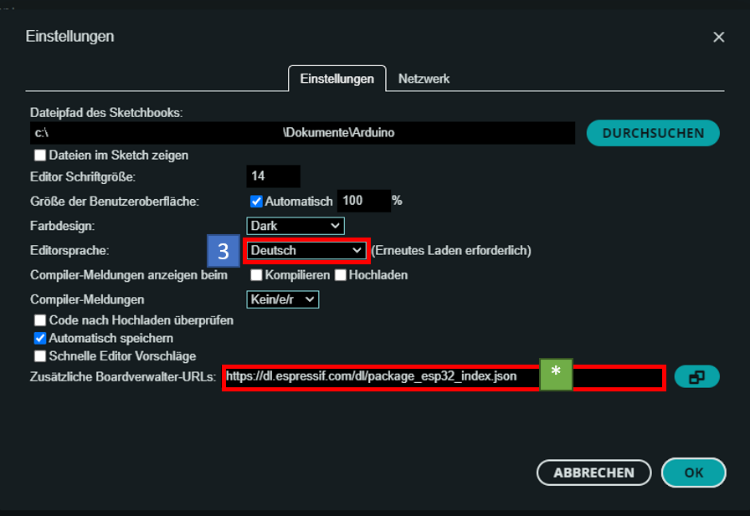 Einstellungen
Einstellungen Netzwerk
Dateipfad des Sketchbooks:
c:\ \Dokumente\Arduino DURCHSUCHEN
Dateien im Sketch zeigen
Editor Schriftgröße: 14
Größe der Benutzeroberfläche: Automatisch 100 %
Farbdesign: Dark
Editorsprache: 3 Deutsch (Erneutes Laden erforderlich)
Compiler-Meldungen anzeigen beim Kompilieren Hochladen
Compiler-Meldungen Kein/e/r
Code nach Hochladen überprüfen
Automatisch speichern
Schnelle Editor Vorschläge
Zusätzliche Boardverwalter-URLs: https://dl.espressif.com/dl/package_esp32_index.json *
ABBRECHEN OK